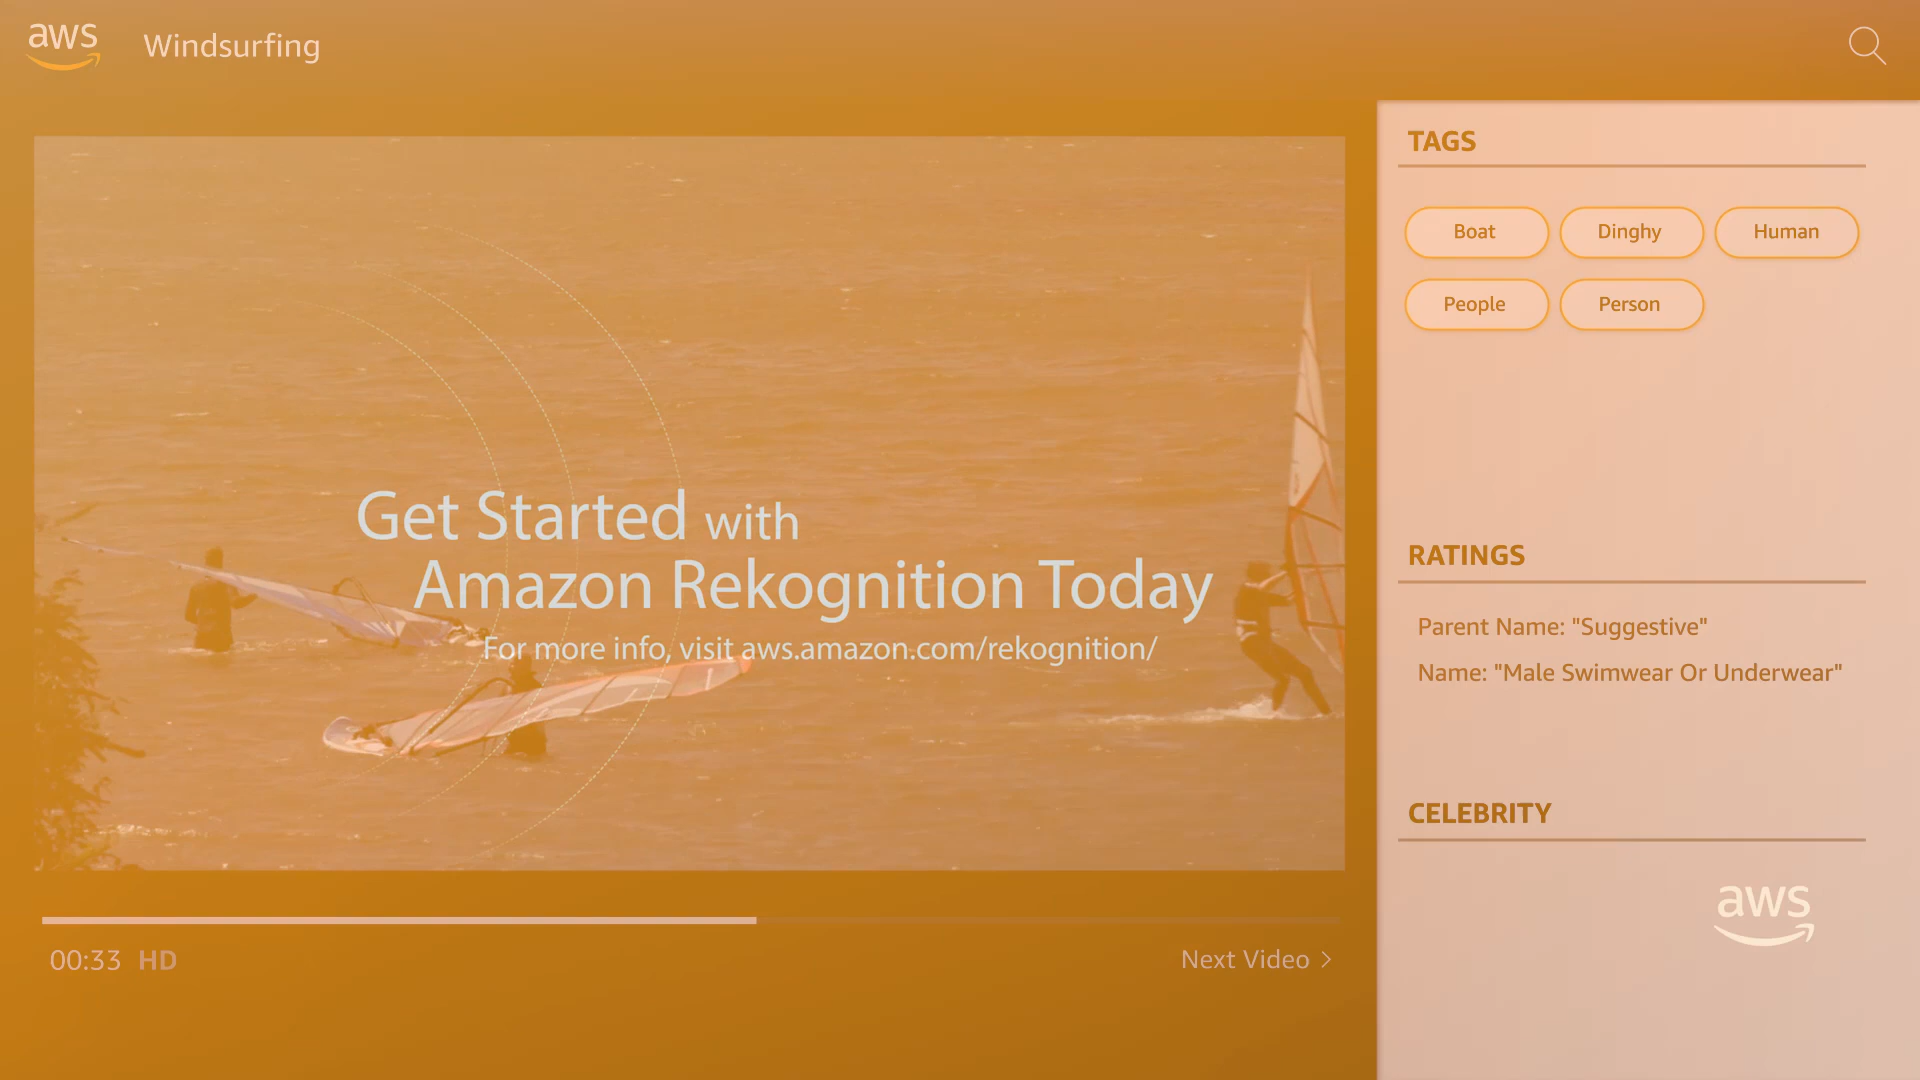 aws
Windsurfing
TAGS
Boat
Dinghy
Human
People
Person
Get Started with
Amazon Rekognition Today
For more info, visit aws.amazon.com/rekognition/
RATINGS
Parent Name: "Suggestive"
Name: "Male Swimwear Or Underwear"
CELEBRITY
aws
00:33 HD
Next Video >